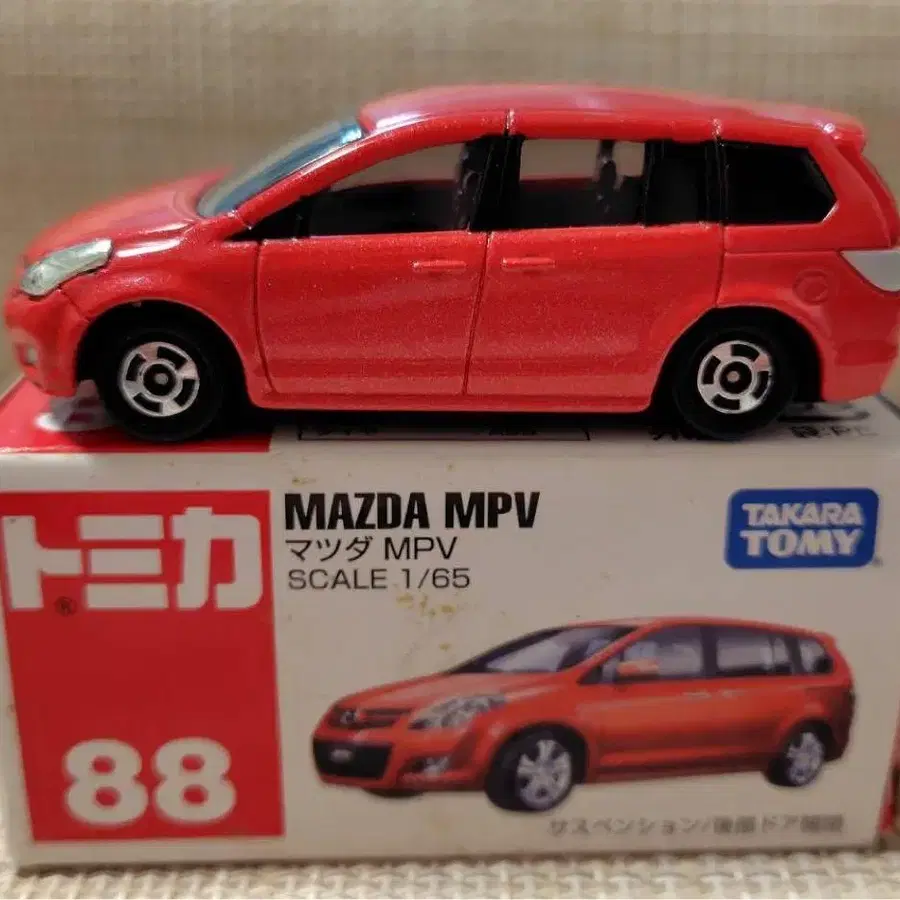 トミカ
®
MAZDA MPV
マツダ MPV
SCALE 1/65
TAKARA
TOMY
88
サスペンション/後部ドア開閉